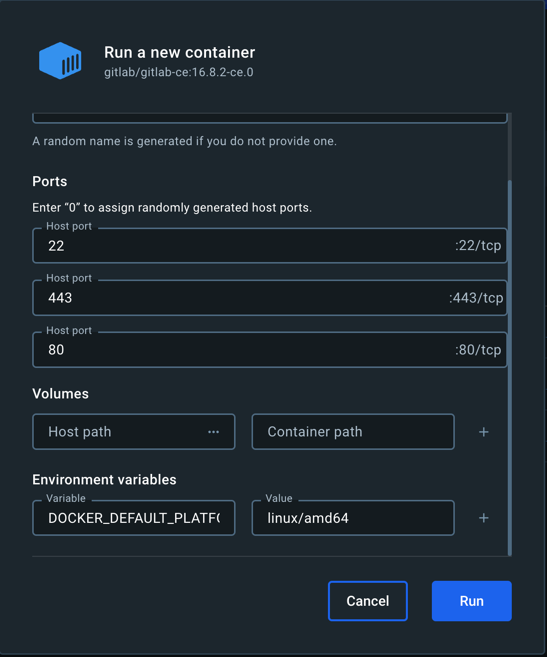 Run a new container
gitlab/gitlab-ce:16.8.2-ce.0
A random name is generated if you do not provide one.
Ports
Enter “0” to assign randomly generated host ports.
Host port
22 :22/tcp
Host port
443 :443/tcp
Host port
80 :80/tcp
Volumes
Host path ··· Container path +
Environment variables
Variable Value
DOCKER_DEFAULT_PLATF linux/amd64 +
Cancel Run